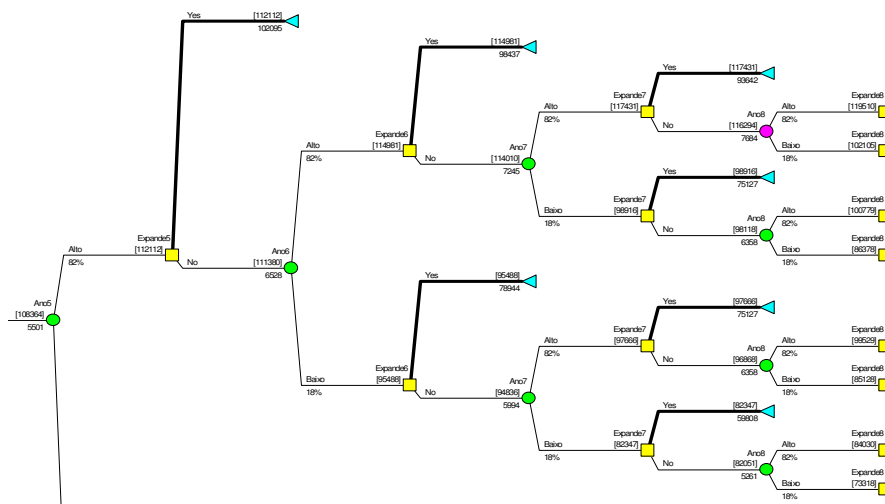 Yes [112112]
102095
Yes [114981]
98437
Yes [117431]
93642
Expande7
Alto [117431]
82%
No [116294]
7684
Ano8
Expande8
Alto [119510]
82%
Expande8
Baixo [102105]
18%
Expande6
Alto [114981]
82%
No [114010]
7245
Ano7
Yes [98916]
75127
Expande7
Baixo [98916]
18%
No [98118]
6358
Ano8
Expande8
Alto [100779]
82%
Expande8
Baixo [86378]
18%
Expande5
Alto [112112]
82%
No [111380]
6528
Ano6
Ano5
[108364]
5501
Yes [95488]
78944
Yes [97666]
75127
Expande7
Alto [97666]
82%
No [96868]
6358
Ano8
Expande8
Alto [99529]
82%
Expande8
Baixo [85128]
18%
Expande6
Baixo [95488]
18%
No [94836]
5994
Ano7
Yes [82347]
59808
Expande7
Baixo [82347]
18%
No [82051]
5261
Ano8
Expande8
Alto [84030]
82%
Expande8
Baixo [73318]
18%